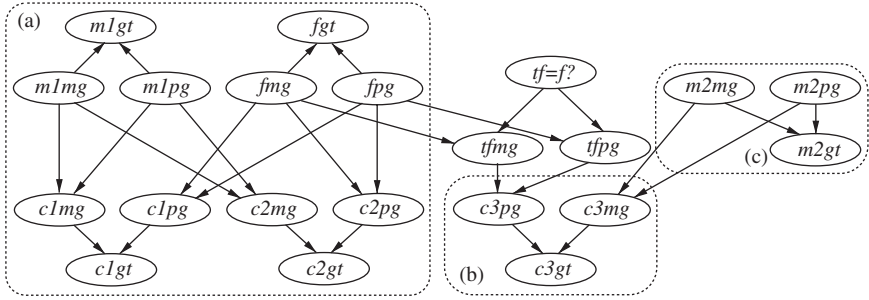 (a) m1gt fgt
tf=f?
m1mg m1pg fmg fpg m2mg m2pg
tfmg tfpg m2gt
(c)
c1mg c1pg c2mg c2pg c3pg c3mg
c1gt c2gt (b) c3gt